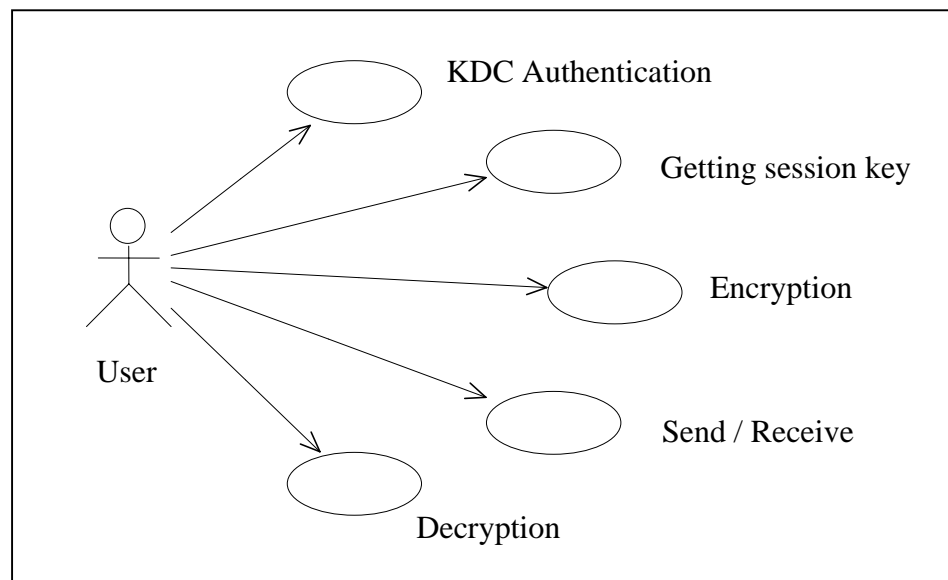 KDC Authentication
Getting session key
Encryption
User
Send / Receive
Decryption